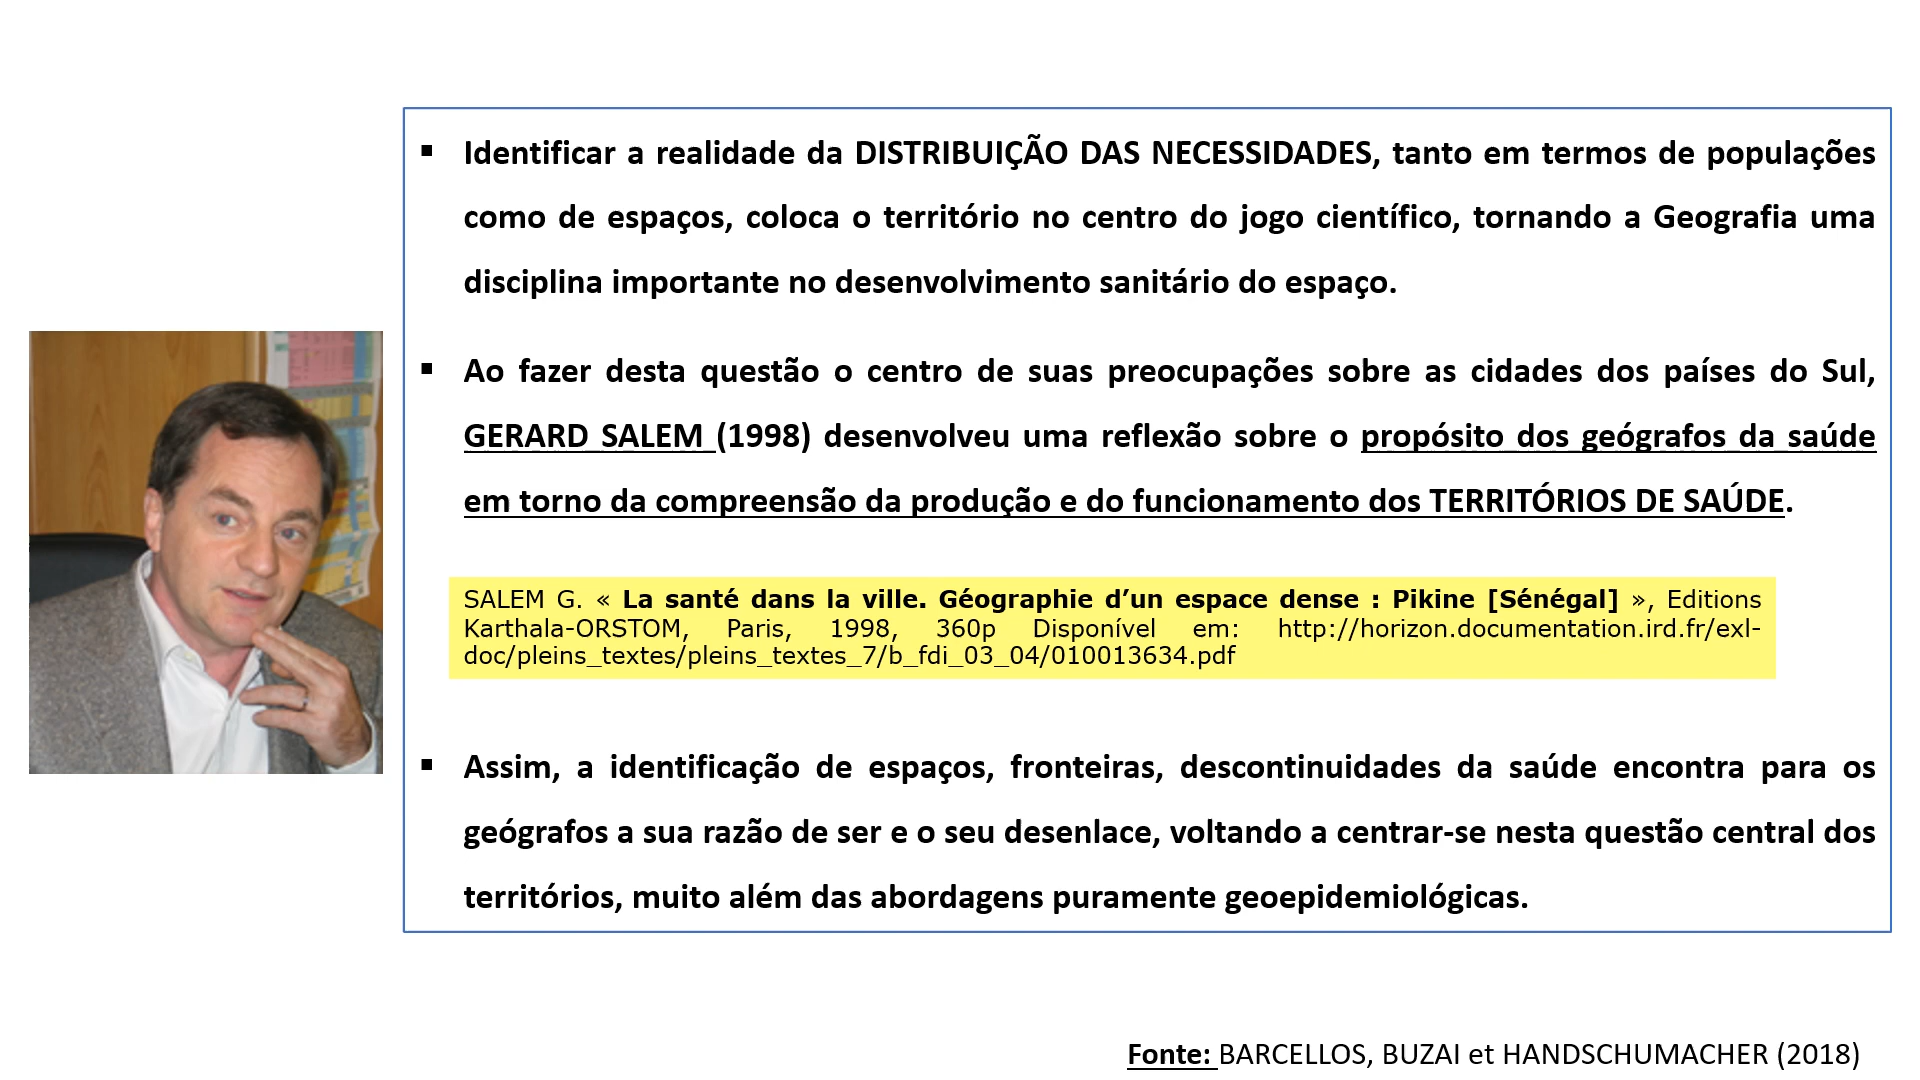 ▪ Identificar a realidade da DISTRIBUIÇÃO DAS NECESSIDADES, tanto em termos de populações
como de espaços, coloca o território no centro do jogo científico, tornando a Geografia uma
disciplina importante no desenvolvimento sanitário do espaço.
▪ Ao fazer desta questão o centro de suas preocupações sobre as cidades dos países do Sul,
GERARD SALEM (1998) desenvolveu uma reflexão sobre o propósito dos geógrafos da saúde
em torno da compreensão da produção e do funcionamento dos TERRITÓRIOS DE SAÚDE.
SALEM G. « La santé dans la ville. Géographie d’un espace dense : Pikine [Sénégal] », Editions
Karthala-ORSTOM, Paris, 1998, 360p Disponível em: http://horizon.documentation.ird.fr/exl-
doc/pleins_textes/pleins_textes_7/b_fdi_03_04/010013634.pdf
▪ Assim, a identificação de espaços, fronteiras, descontinuidades da saúde encontra para os
geógrafos a sua razão de ser e o seu desenlace, voltando a centrar-se nesta questão central dos
territórios, muito além das abordagens puramente geoepidemiológicas.
Fonte: BARCELLOS, BUZAI et HANDSCHUMACHER (2018)